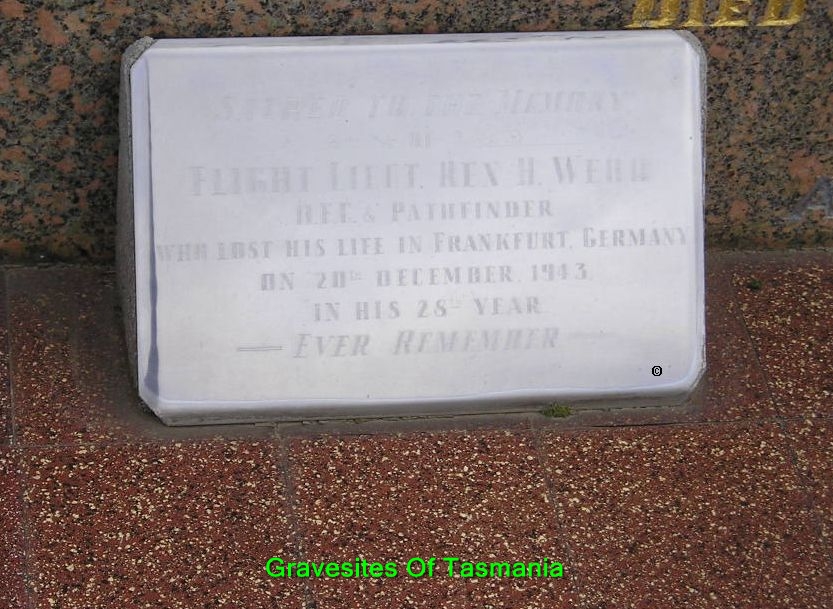 DIED
SACRED TO THE MEMORY
OF
FLIGHT LIEUT. REX H. WEBB
D.F.C. & PATHFINDER
WHO LOST HIS LIFE IN FRANKFURT, GERMANY
ON 20TH DECEMBER, 1943
IN HIS 28TH YEAR.
— EVER REMEMBER —
©
Gravesites Of Tasmania